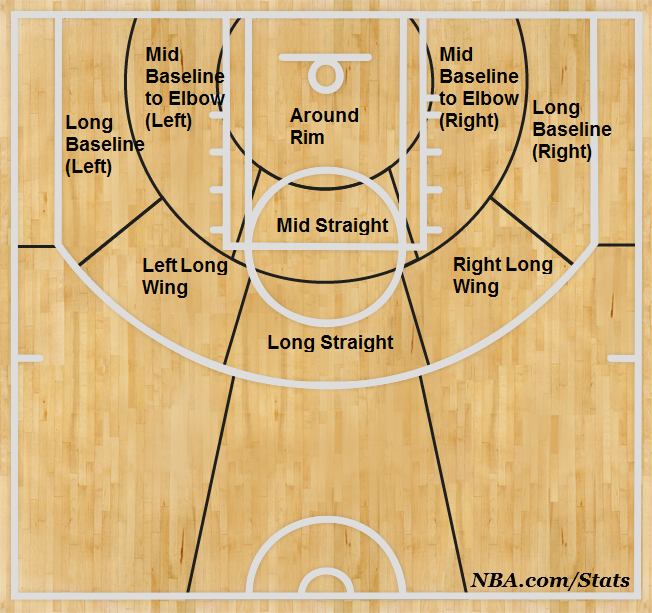 Mid
Baseline
to Elbow
(Left)
Mid
Baseline
to Elbow
(Right)
Long
Baseline
(Left)
Around
Rim
Long
Baseline
(Right)
Mid Straight
Left Long
Wing
Right Long
Wing
Long Straight
NBA.com/Stats